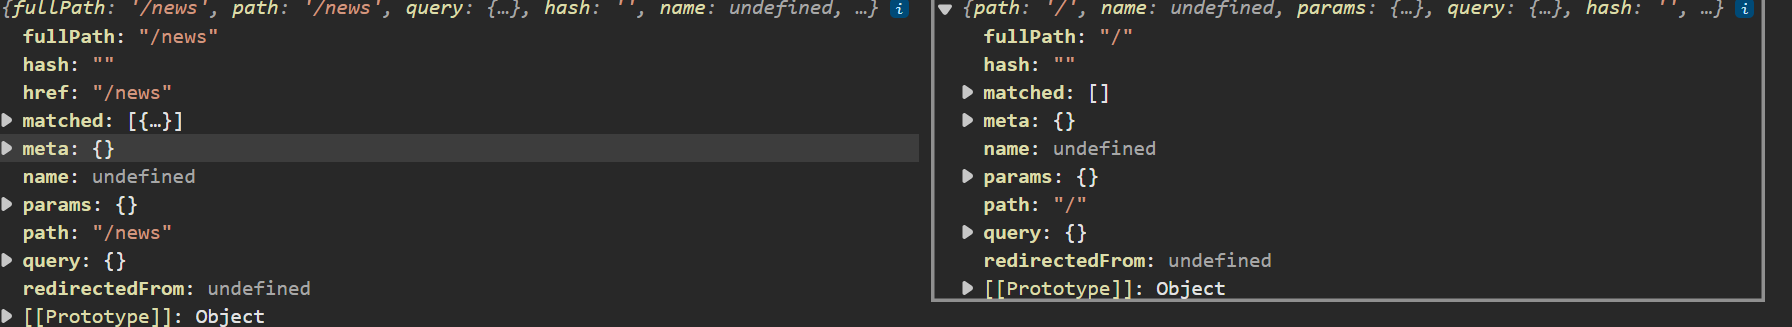 {fullPath: '/news', path: '/news', query: {…}, hash: '', name: undefined, …} i
fullPath: "/news"
hash: ""
href: "/news"
matched: [{…}]
meta: {}
name: undefined
params: {}
path: "/news"
query: {}
redirectedFrom: undefined
[[Prototype]]: Object
{path: '/', name: undefined, params: {…}, query: {…}, hash: '', …} i
fullPath: "/"
hash: ""
matched: []
meta: {}
name: undefined
params: {}
path: "/"
query: {}
redirectedFrom: undefined
[[Prototype]]: Object